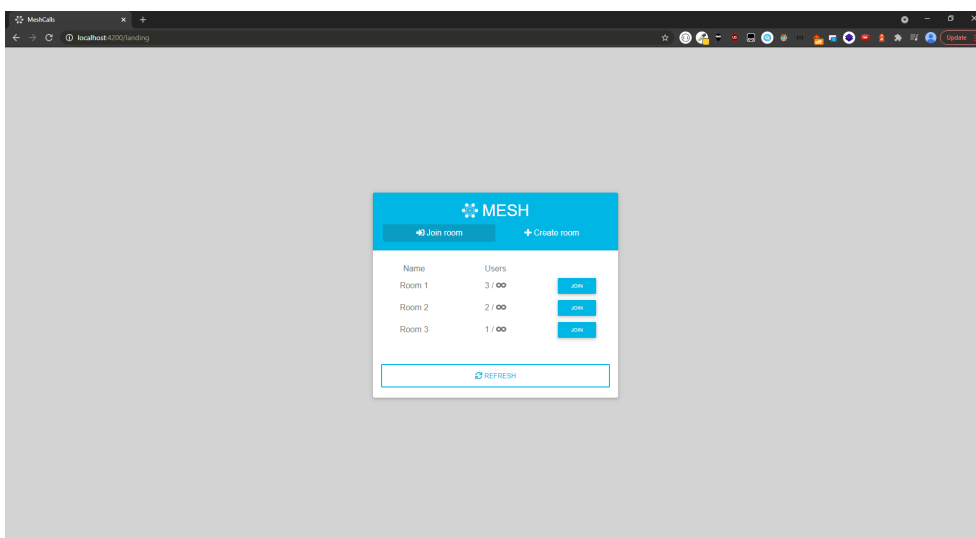 MeshCalls
localhost:4200/landing
Update
MESH
Join room
Create room
Name Users
Room 1 3 / ∞ JOIN
Room 2 2 / ∞ JOIN
Room 3 1 / ∞ JOIN
REFRESH